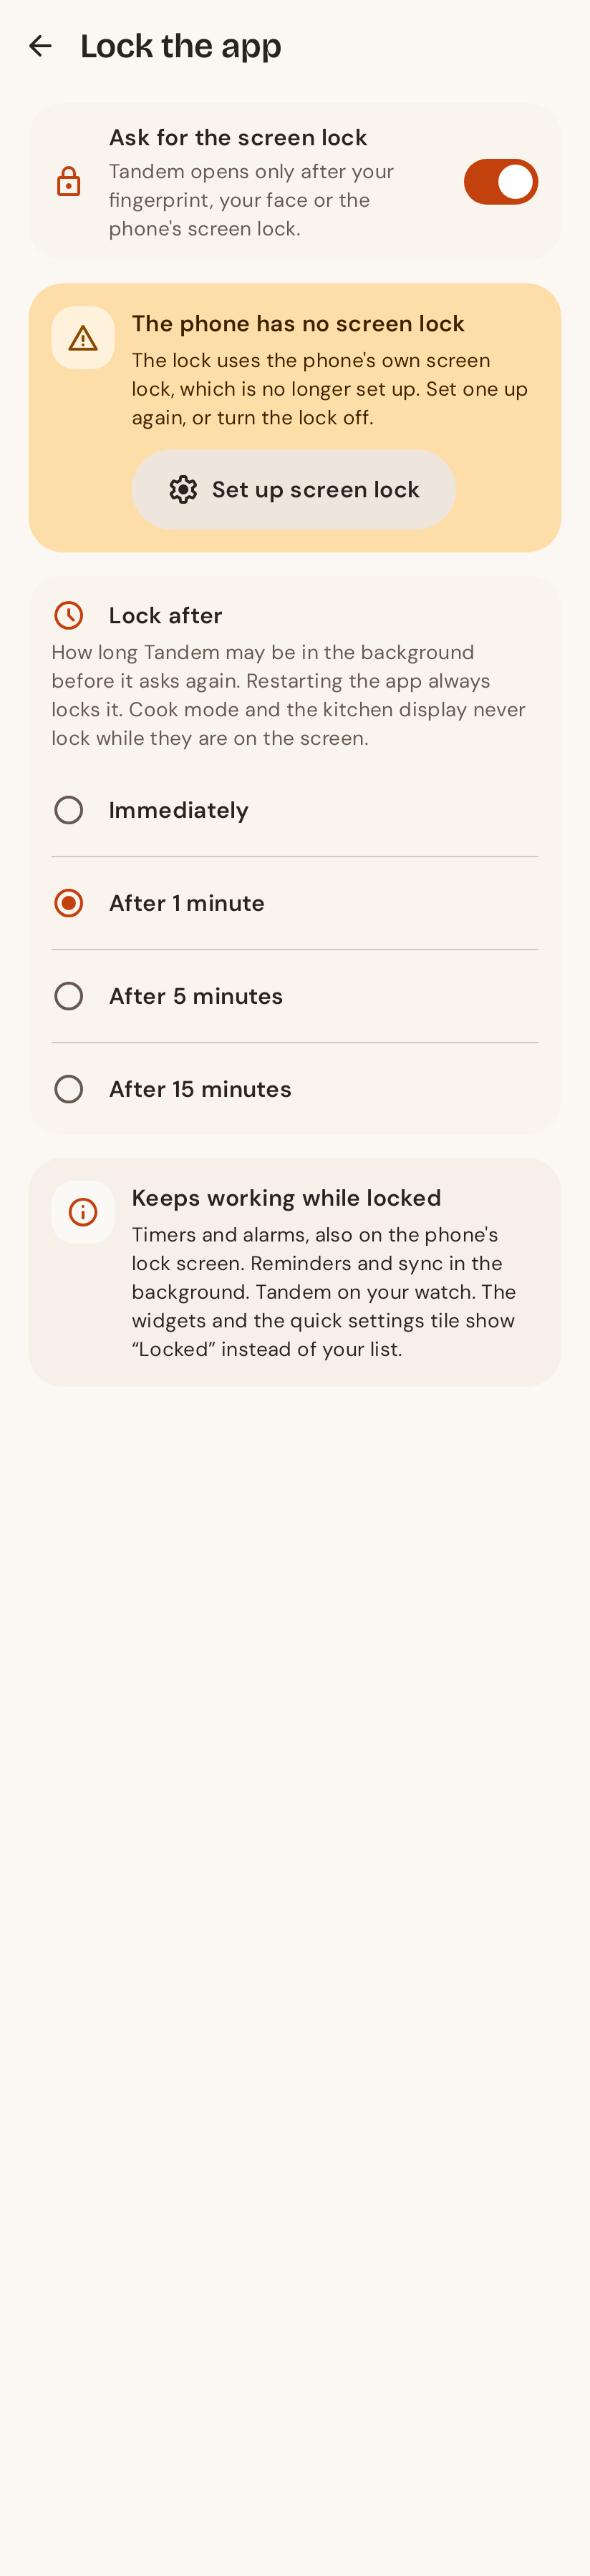 Lock the app
Ask for the screen lock
Tandem opens only after your
fingerprint, your face or the
phone's screen lock.
The phone has no screen lock
The lock uses the phone's own screen
lock, which is no longer set up. Set one up
again, or turn the lock off.
Set up screen lock
Lock after
How long Tandem may be in the background
before it asks again. Restarting the app always
locks it. Cook mode and the kitchen display never
lock while they are on the screen.
Immediately
After 1 minute
After 5 minutes
After 15 minutes
Keeps working while locked
Timers and alarms, also on the phone's
lock screen. Reminders and sync in the
background. Tandem on your watch. The
widgets and the quick settings tile show
“Locked” instead of your list.